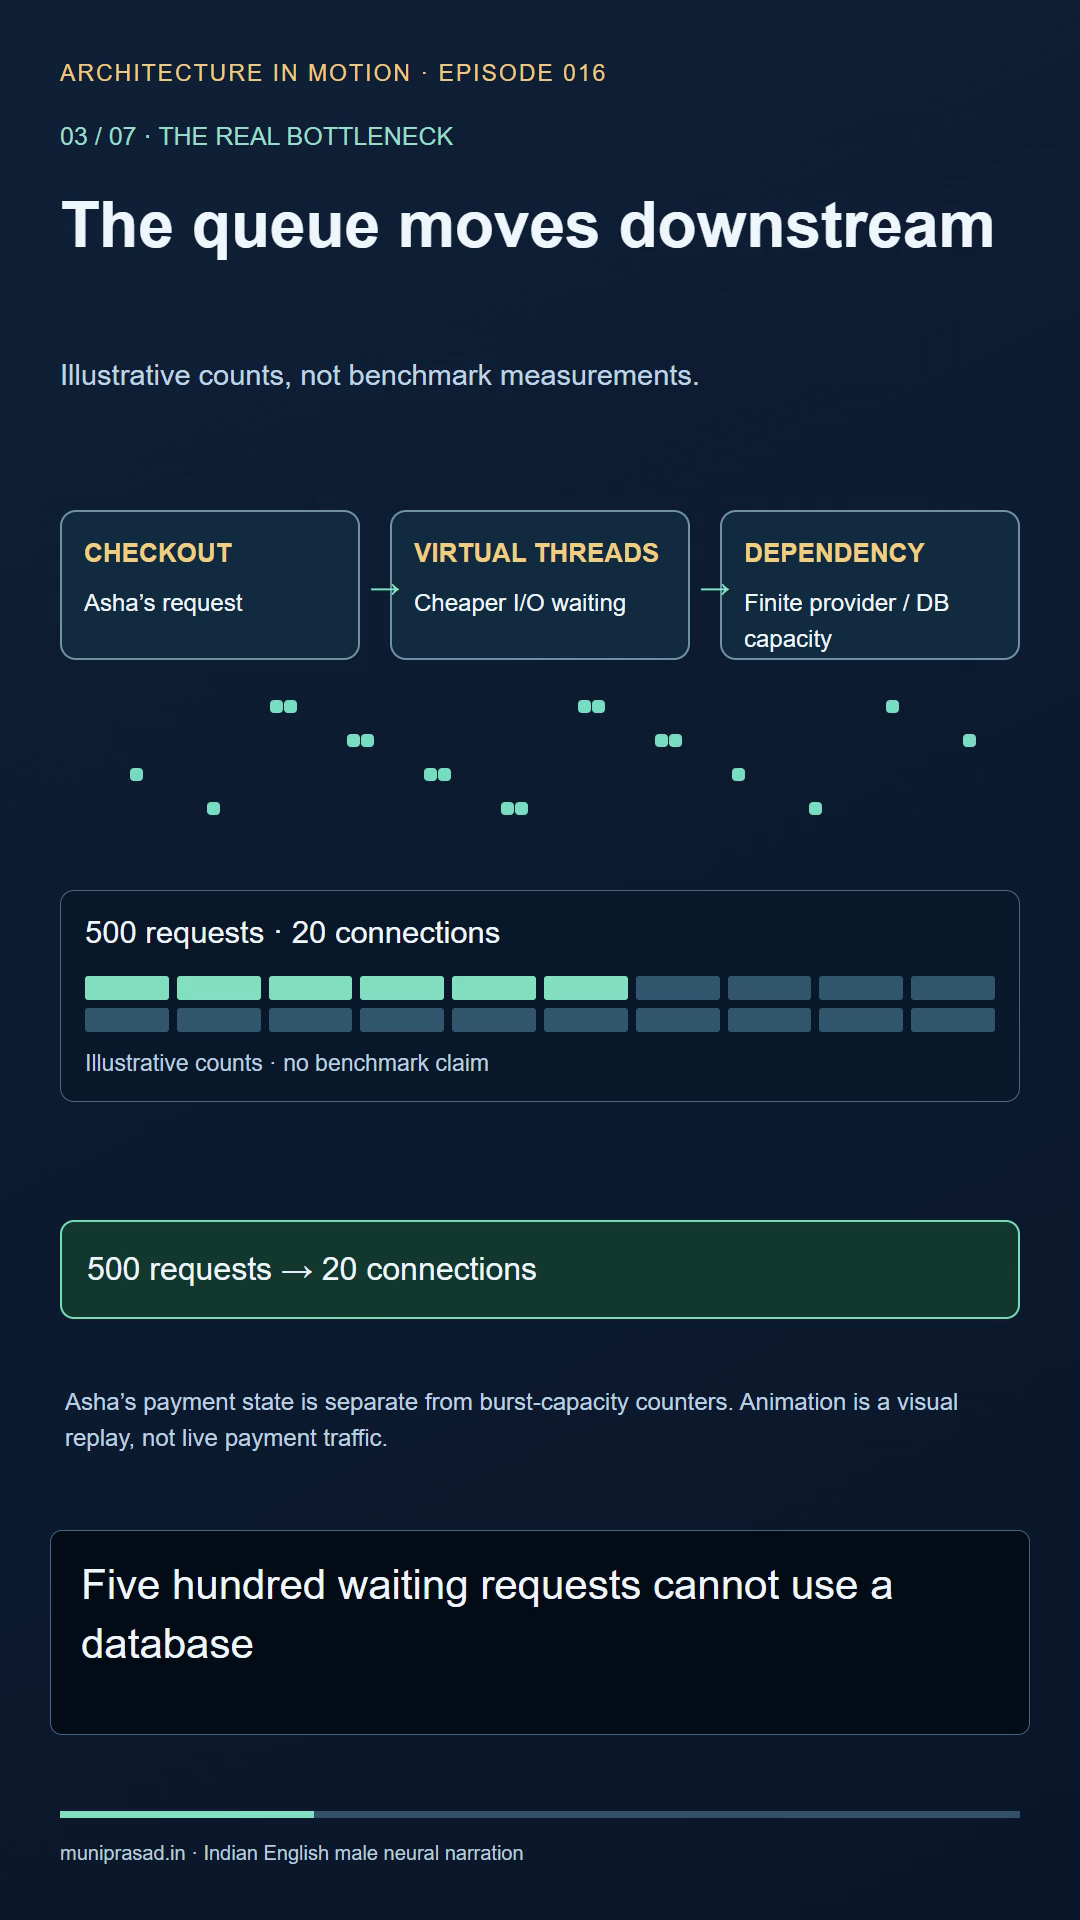 ARCHITECTURE IN MOTION · EPISODE 016
03 / 07 · THE REAL BOTTLENECK
The queue moves downstream
Illustrative counts, not benchmark measurements.
CHECKOUT
Asha’s request
→
VIRTUAL THREADS
Cheaper I/O waiting
→
DEPENDENCY
Finite provider / DB
capacity
500 requests · 20 connections
Illustrative counts · no benchmark claim
500 requests → 20 connections
Asha’s payment state is separate from burst-capacity counters. Animation is a visual
replay, not live payment traffic.
Five hundred waiting requests cannot use a
database
muniprasad.in · Indian English male neural narration